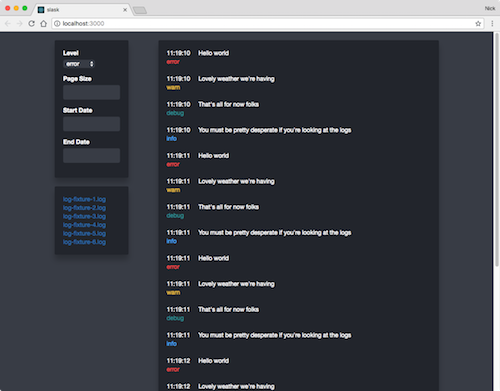 slask
Nick
localhost:3000
Level
error
Page Size
Start Date
End Date
log-fixture-1.log
log-fixture-2.log
log-fixture-3.log
log-fixture-4.log
log-fixture-5.log
log-fixture-6.log
11:19:10 Hello world
error
11:19:10 Lovely weather we're having
warn
11:19:10 That's all for now folks
debug
11:19:10 You must be pretty desperate if you're looking at the logs
info
11:19:11 Hello world
error
11:19:11 Lovely weather we're having
warn
11:19:11 That's all for now folks
debug
11:19:11 You must be pretty desperate if you're looking at the logs
info
11:19:11 Hello world
error
11:19:11 Lovely weather we're having
warn
11:19:11 That's all for now folks
debug
11:19:11 You must be pretty desperate if you're looking at the logs
info
11:19:12 Hello world
error
11:19:12 Lovely weather we're having